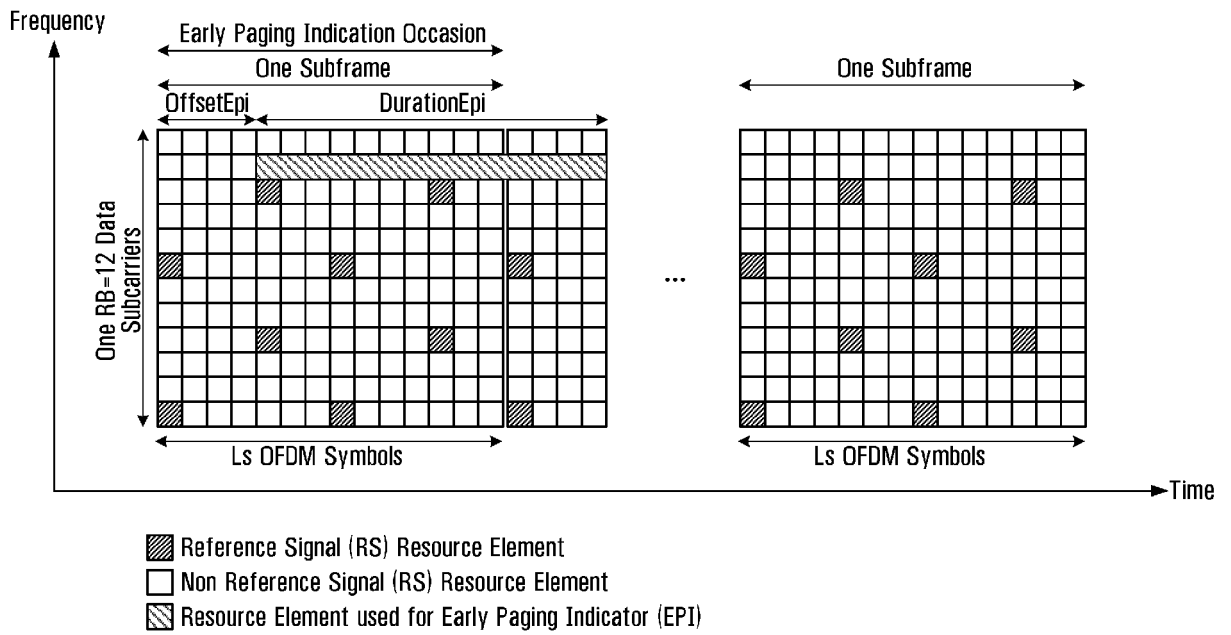 Frequency
Early Paging Indication Occasion
One Subframe
One Subframe
OffsetEpi
DurationEpi
One RB=12 Data
Subcarriers
...
Ls OFDM Symbols
Ls OFDM Symbols
Time
Reference Signal (RS) Resource Element
Non Reference Signal (RS) Resource Element
Resource Element used for Early Paging Indicator (EPI)